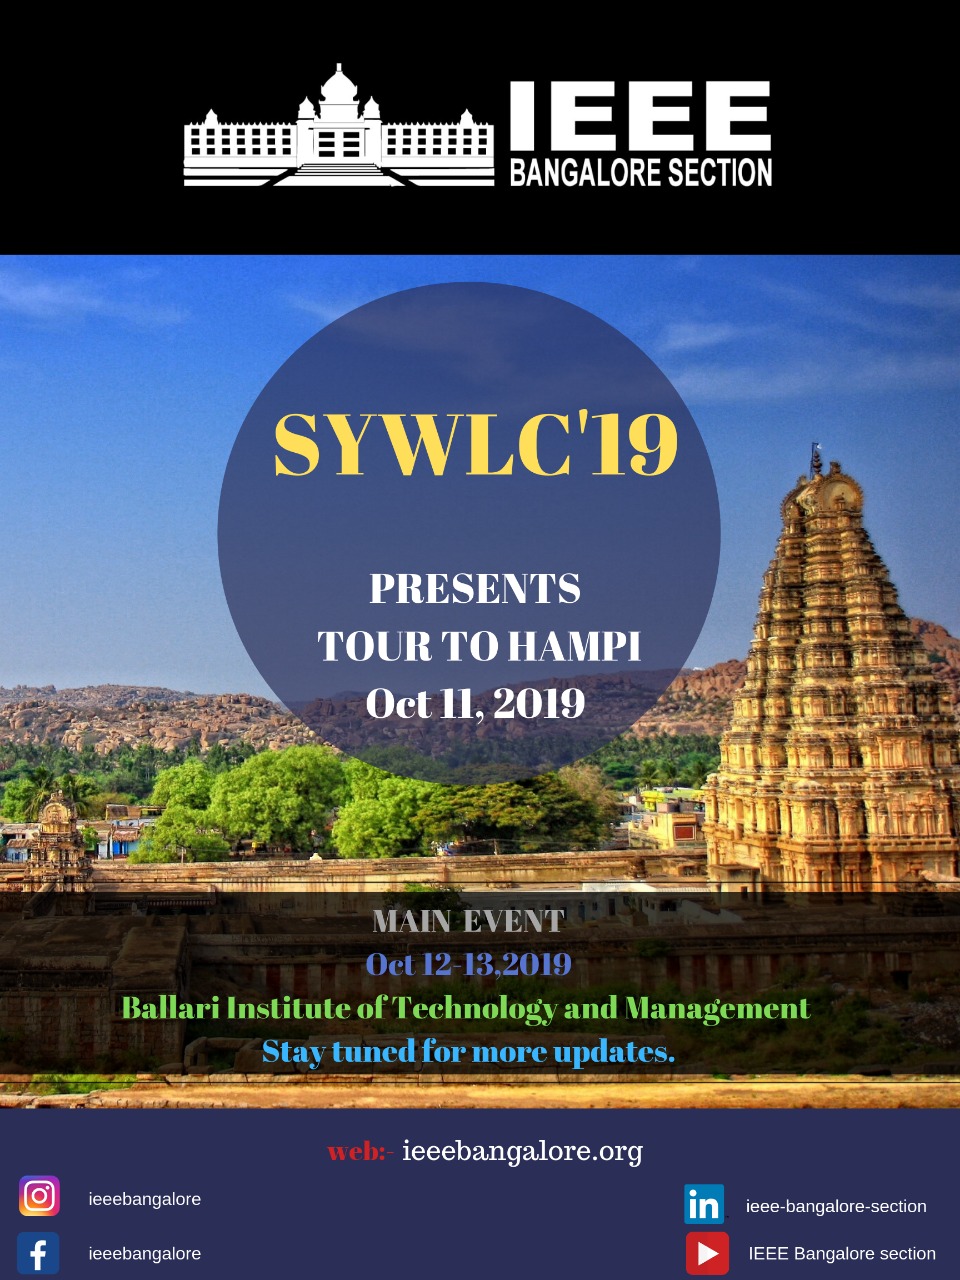 IEEE
BANGALORE SECTION
SYWLC'19
PRESENTS
TOUR TO HAMPI
Oct 11, 2019
MAIN EVENT
Oct 12-13,2019
Ballari Institute of Technology and Management
Stay tuned for more updates.
web:- ieeebangalore.org
ieeebangalore
in ieee-bangalore-section
f ieeebangalore
IEEE Bangalore section